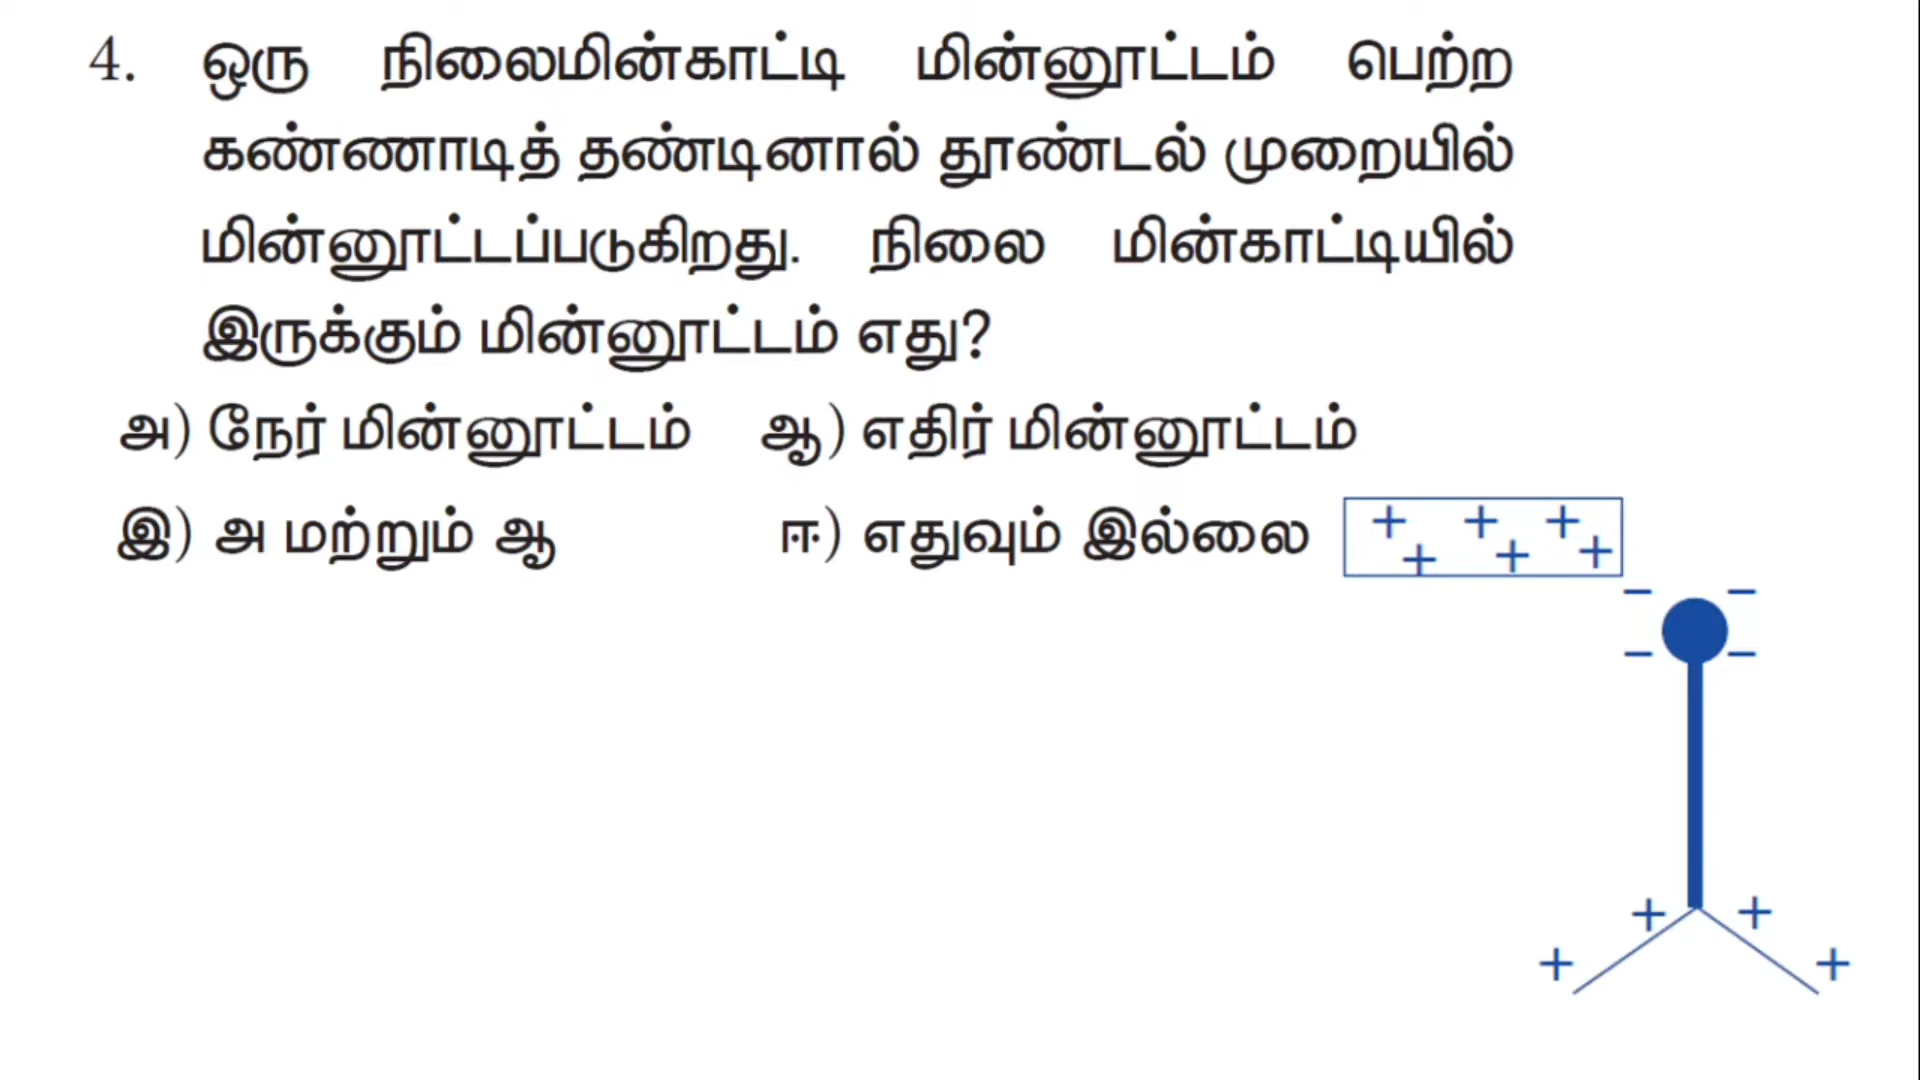 4. ஒரு நிலைமின்காட்டி மின்னூட்டம் பெற்ற
கண்ணாடித் தண்டினால் தூண்டல் முறையில்
மின்னூட்டப்படுகிறது. நிலை மின்காட்டியில்
இருக்கும் மின்னூட்டம் எது?
அ) நேர் மின்னூட்டம் ஆ) எதிர் மின்னூட்டம்
இ) அ மற்றும் ஆ ஈ) எதுவும் இல்லை
+ + +
+ + +
− −
− −
+ +
+ +